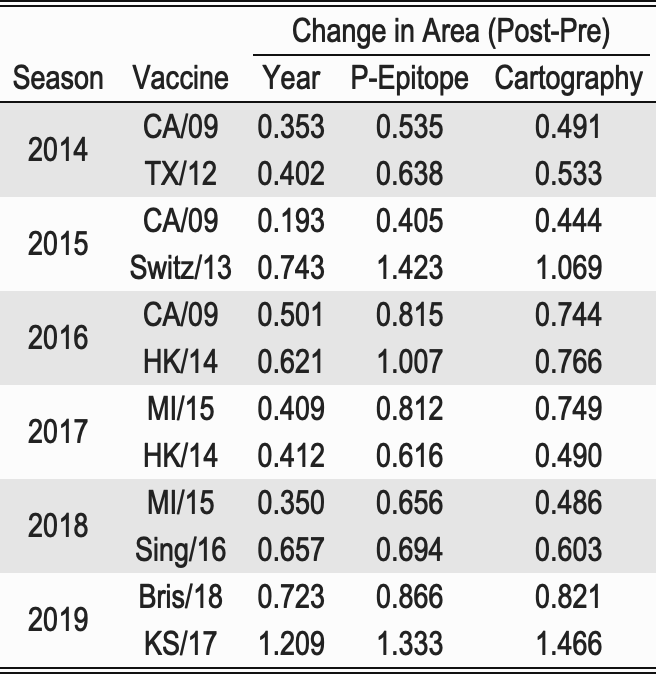 Change in Area (Post-Pre)
Season Vaccine Year P-Epitope Cartography
2014 CA/09 0.353 0.535 0.491
TX/12 0.402 0.638 0.533
2015 CA/09 0.193 0.405 0.444
Switz/13 0.743 1.423 1.069
2016 CA/09 0.501 0.815 0.744
HK/14 0.621 1.007 0.766
2017 MI/15 0.409 0.812 0.749
HK/14 0.412 0.616 0.490
2018 MI/15 0.350 0.656 0.486
Sing/16 0.657 0.694 0.603
2019 Bris/18 0.723 0.866 0.821
KS/17 1.209 1.333 1.466